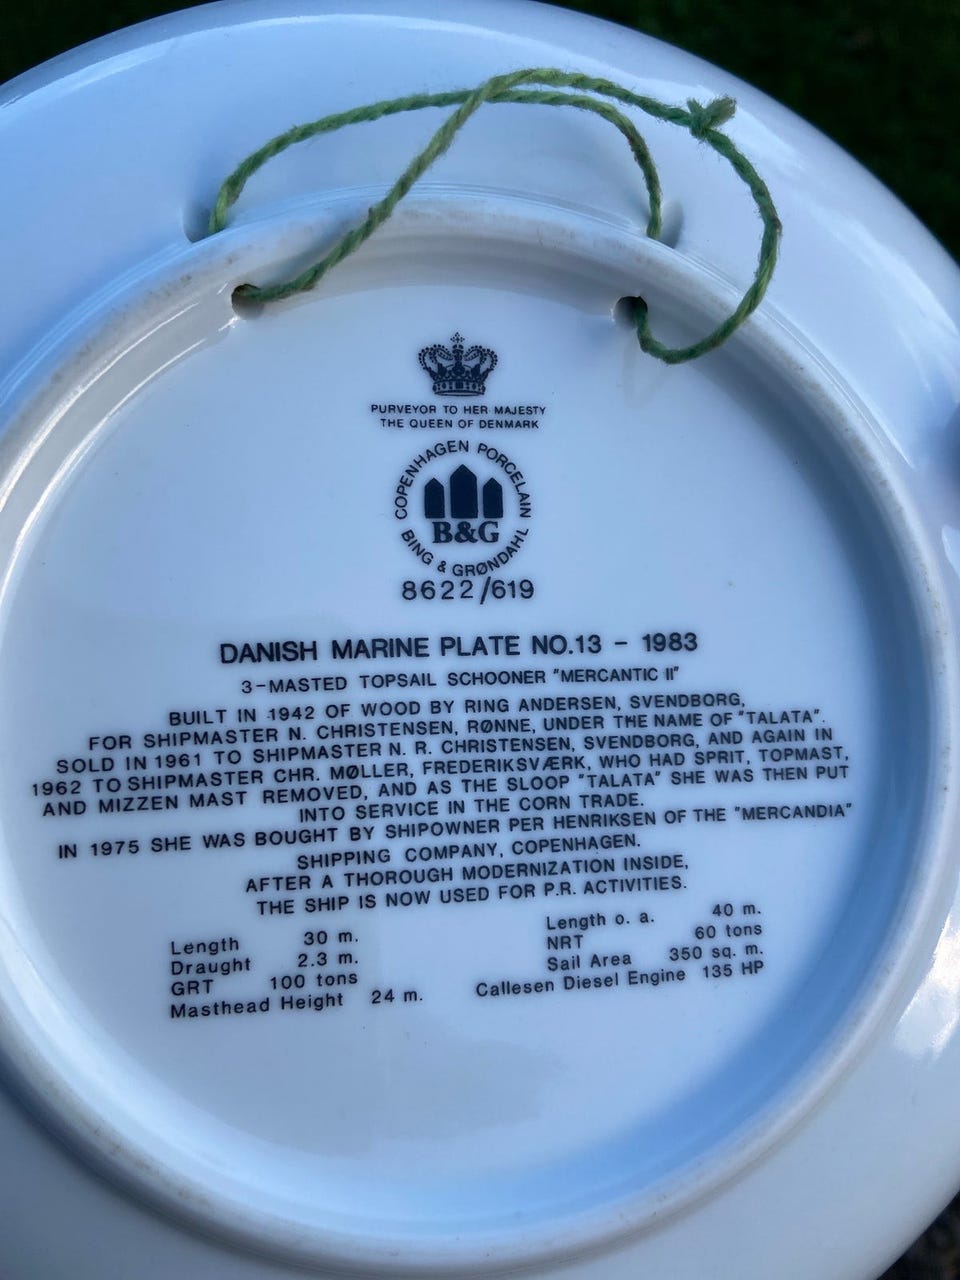 PURVEYOR TO HER MAJESTY
THE QUEEN OF DENMARK
COPENHAGEN PORCELAIN
B&G
BING & GRØNDAHL
8622/619
DANISH MARINE PLATE NO.13 - 1983
3-MASTED TOPSAIL SCHOONER "MERCANTIC II"
BUILT IN 1942 OF WOOD BY RING ANDERSEN, SVENDBORG,
FOR SHIPMASTER N. CHRISTENSEN, RØNNE, UNDER THE NAME OF "TALATA".
SOLD IN 1961 TO SHIPMASTER N. R. CHRISTENSEN, SVENDBORG, AND AGAIN IN
1962 TO SHIPMASTER CHR. MØLLER, FREDERIKSVÆRK, WHO HAD SPRIT, TOPMAST,
AND MIZZEN MAST REMOVED, AND AS THE SLOOP "TALATA" SHE WAS THEN PUT
INTO SERVICE IN THE CORN TRADE.
IN 1975 SHE WAS BOUGHT BY SHIPOWNER PER HENRIKSEN OF THE "MERCANDIA"
SHIPPING COMPANY, COPENHAGEN.
AFTER A THOROUGH MODERNIZATION INSIDE,
THE SHIP IS NOW USED FOR P.R. ACTIVITIES.
Length 30 m.
Draught 2.3 m.
GRT 100 tons
Masthead Height 24 m.
Length o. a. 40 m.
NRT 60 tons
Sail Area 350 sq. m.
Callesen Diesel Engine 135 HP